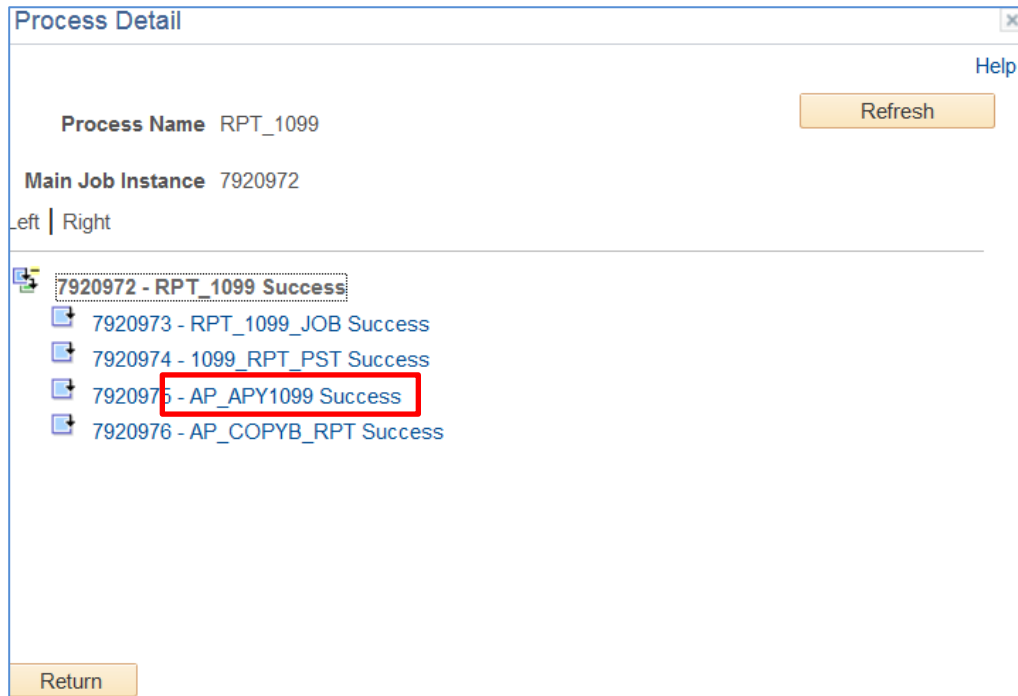 Process Detail
Help
Process Name RPT_1099
Refresh
Main Job Instance 7920972
Left | Right
7920972 - RPT_1099 Success
7920973 - RPT_1099_JOB Success
7920974 - 1099_RPT_PST Success
7920975 - AP_APY1099 Success
7920976 - AP_COPYB_RPT Success
Return